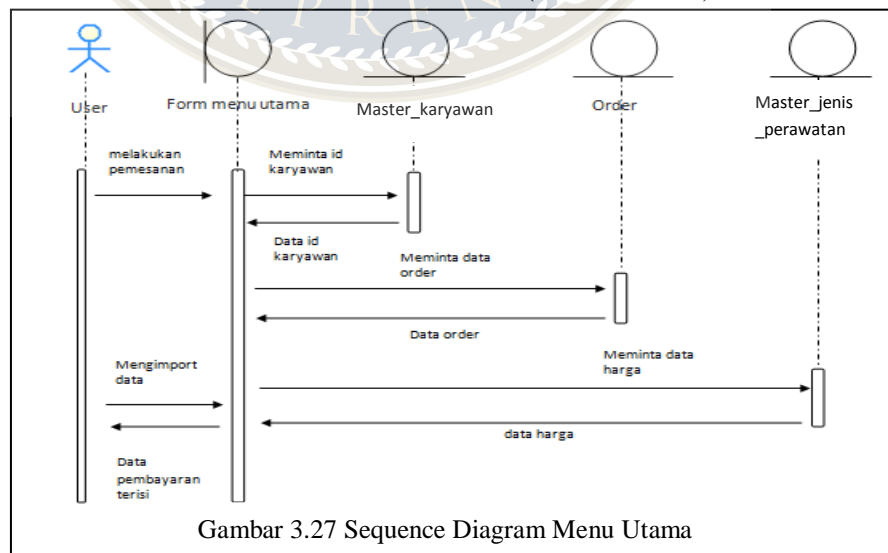 PREN
User
Form menu utama
Master_karyawan
Order
Master_jenis
_perawatan
melakukan
pemesanan
Meminta id
karyawan
Data id
karyawan
Meminta data
order
Data order
Meminta data
harga
Mengimport
data
data harga
Data
pembayaran
terisi
Gambar 3.27 Sequence Diagram Menu Utama